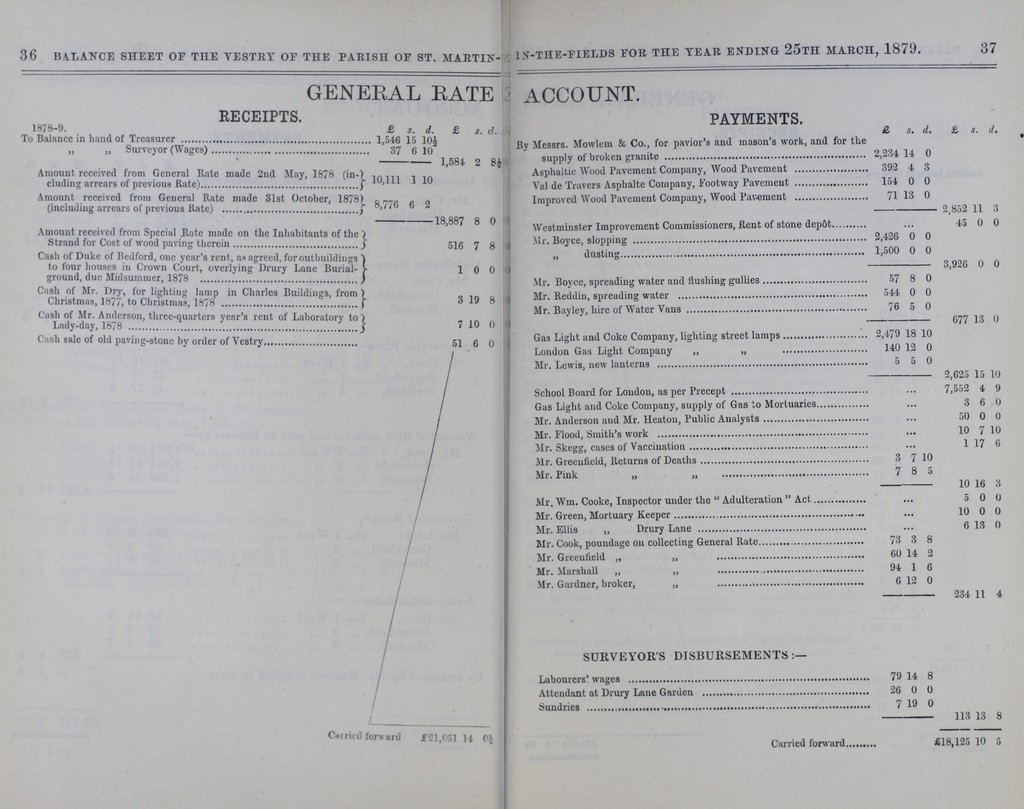 36 BALANCE SHEET OF THE VESTRY OF THE PARISH OF ST. MARTIN-
GENERAL RATE
RECEIPTS.
1878-9. £ s. d. £ s. d.
To Balance in hand of Treasurer 1,546 15 10½
„ „ Surveyor (Wages) 37 6 10
1,584 2 8½
Amount received from General Rate made 2nd May, 1878 (in-
cluding arrears of previous Rate) 10,111 1 10
Amount received from General Rate made 31st October, 1878
(including arrears of previous Rate) 8,776 6 2
18,887 8 0
Amount received from Special Rate made on the Inhabitants of the
Strand for Cost of wood paving therein 516 7 8
Cash of Duke of Bedford, one year's rent, as agreed, for outbuildings
to four houses in Crown Court, overlying Drury Lane Burial-
ground, due Midsummer, 1878 1 0 0
Cash of Mr. Dry, for lighting lamp in Charles Buildings, from
Christmas, 1877, to Christmas, 1878 3 19 8
Cash of Mr. Anderson, three-quarters year's rent of Laboratory to
Lady-day, 1878 7 10 0
Cash sale of old paving-stone by order of Vestry 51 6 0
Carried forward £21,051 14 0½
IN-THE-FIELDS FOR THE YEAR ENDING 25TH MARCH, 1879. 37
ACCOUNT.
PAYMENTS.
£ s. d. £ s. d.
By Messrs. Mowlem & Co., for pavior's and mason's work, and for the
supply of broken granite 2,234 14 0
Asphaltic Wood Pavement Company, Wood Pavement 392 4 3
Val de Travers Asphalte Company, Footway Pavement 154 0 0
Improved Wood Pavement Company, Wood Pavement 71 13 0
2,852 11 3
Westminster Improvement Commissioners, Rent of stone depôt ... 45 0 0
Mr. Boyce, slopping 2,426 0 0
„ dusting 1,500 0 0
3,926 0 0
Mr. Boyce, spreading water and flushing gullies 57 8 0
Mr. Reddin, spreading water 544 0 0
Mr. Bayley, hire of Water Vans 76 5 0
677 13 0
Gas Light and Coke Company, lighting street lamps 2,479 18 10
London Gas Light Company „ „ 140 12 0
Mr. Lewis, new lanterns 5 5 0
2,625 15 10
School Board for London, as per Precept ... 7,552 4 9
Gas Light and Coke Company, supply of Gas to Mortuaries ... 3 6 0
Mr. Anderson and Mr. Heaton, Public Analysts ... 50 0 0
Mr. Flood, Smith's work ... 10 7 10
Mr. Skegg, cases of Vaccination ... 1 17 6
Mr. Greenfield, Returns of Deaths 3 7 10
Mr. Pink „ „ 7 8 5
10 16 3
Mr. Wm. Cooke, Inspector under the "Adulteration" Act ... 5 0 0
Mr. Green, Mortuary Keeper ... 10 0 0
Mr. Ellis „ Drury Lane ... 6 13 0
Mr. Cook, poundage on collecting General Rate 73 3 8
Mr. Greenfield „ „ 60 14 2
Mr. Marshall „ „ 94 1 6
Mr. Gardner, broker, „ 6 12 0
234 11 4
SURVEYOR'S DISBURSEMENTS:—
Labourers' wages 79 14 8
Attendant at Drury Lane Garden 26 0 0
Sundries 7 19 0
113 13 8
Carried forward £18,125 10 5